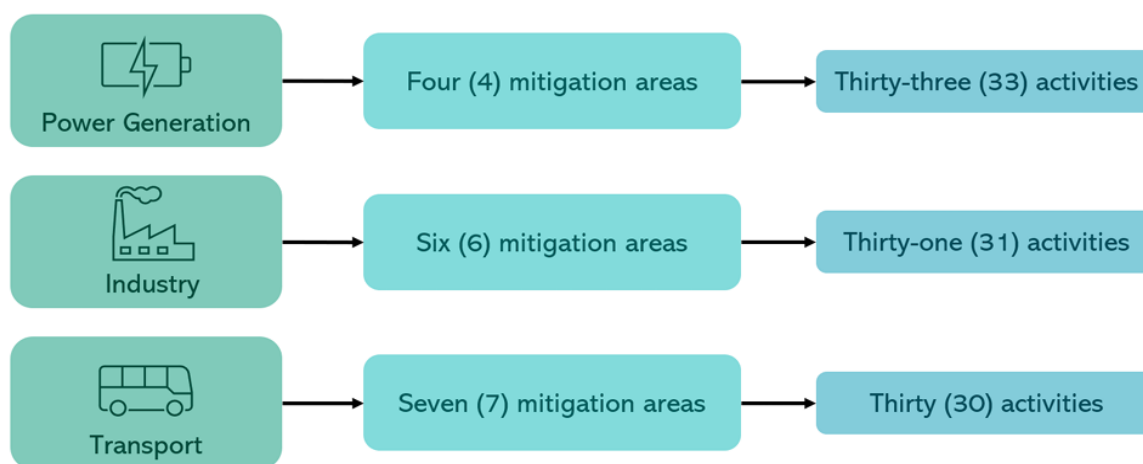 Power Generation
Four (4) mitigation areas
Thirty-three (33) activities
Industry
Six (6) mitigation areas
Thirty-one (31) activities
Transport
Seven (7) mitigation areas
Thirty (30) activities